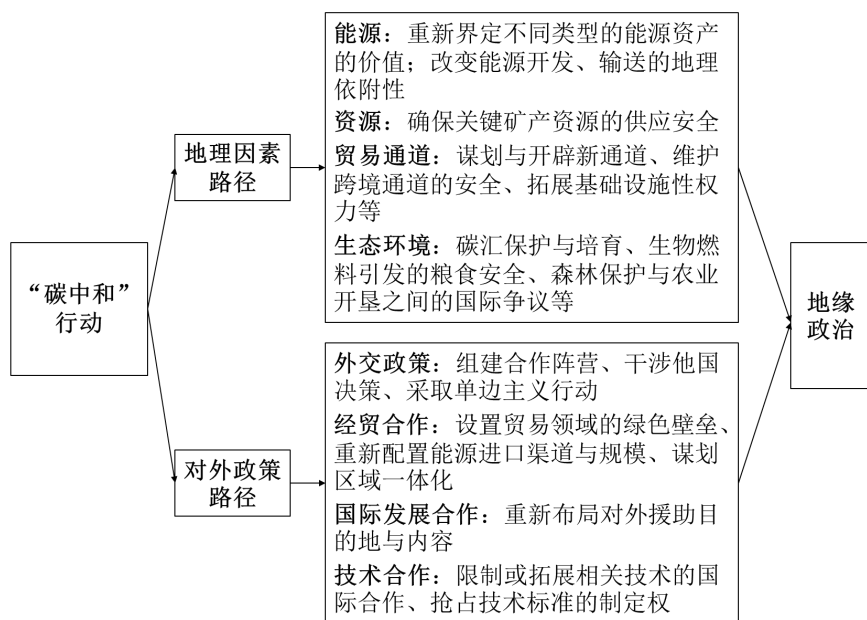 “碳中和”
行动
地理因素
路径
能源：重新界定不同类型的能源资产
的价值；改变能源开发、输送的地理
依附性
资源：确保关键矿产资源的供应安全
贸易通道：谋划与开辟新通道、维护
跨境通道的安全、拓展基础设施性权
力等
生态环境：碳汇保护与培育、生物燃
料引发的粮食安全、森林保护与农业
开垦之间的国际争议等
对外政策
路径
外交政策：组建合作阵营、干涉他国
决策、采取单边主义行动
经贸合作：设置贸易领域的绿色壁垒、
重新配置能源进口渠道与规模、谋划
区域一体化
国际发展合作：重新布局对外援助目
的地与内容
技术合作：限制或拓展相关技术的国
际合作、抢占技术标准的制定权
地缘
政治